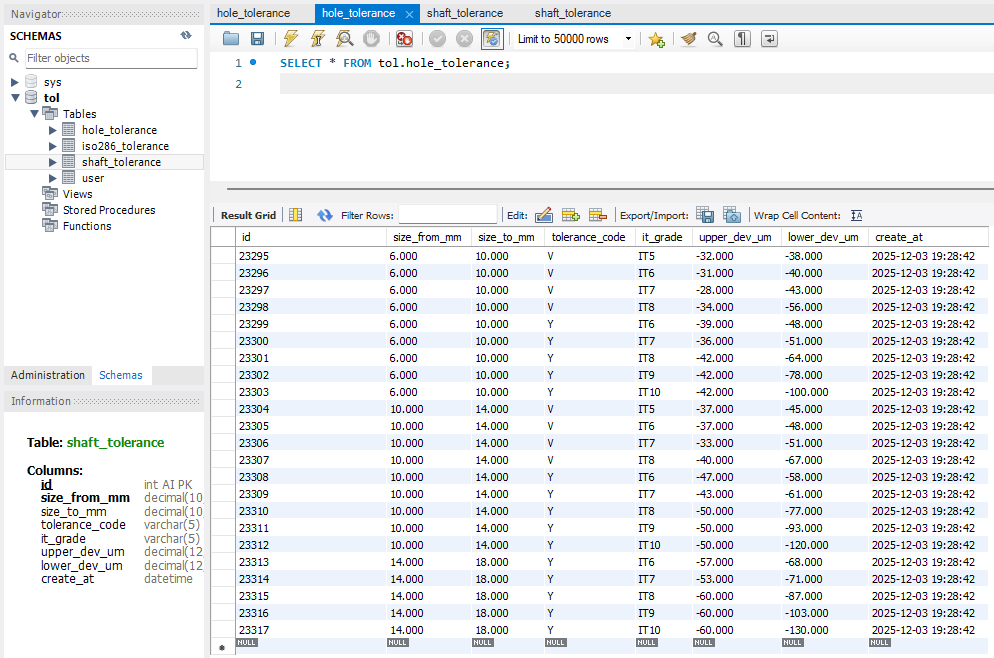 Navigator
SCHEMAS
Filter objects
sys
tol
Tables
hole_tolerance
iso286_tolerance
shaft_tolerance
user
Views
Stored Procedures
Functions
Administration Schemas
Information
Table: shaft_tolerance
Columns:
id int AI PK
size_from_mm decimal(10,
size_to_mm decimal(10,
tolerance_code varchar(5)
it_grade varchar(5)
upper_dev_um decimal(12,
lower_dev_um decimal(12,
create_at datetime
hole_tolerance hole_tolerance shaft_tolerance shaft_tolerance
Limit to 50000 rows
1 SELECT * FROM tol.hole_tolerance;
2
Result Grid Filter Rows: Edit: Export/Import: Wrap Cell Content: IA
id size_from_mm size_to_mm tolerance_code it_grade upper_dev_um lower_dev_um create_at
23295 6.000 10.000 V IT5 -32.000 -38.000 2025-12-03 19:28:42
23296 6.000 10.000 V IT6 -31.000 -40.000 2025-12-03 19:28:42
23297 6.000 10.000 V IT7 -28.000 -43.000 2025-12-03 19:28:42
23298 6.000 10.000 V IT8 -34.000 -56.000 2025-12-03 19:28:42
23299 6.000 10.000 Y IT6 -39.000 -48.000 2025-12-03 19:28:42
23300 6.000 10.000 Y IT7 -36.000 -51.000 2025-12-03 19:28:42
23301 6.000 10.000 Y IT8 -42.000 -64.000 2025-12-03 19:28:42
23302 6.000 10.000 Y IT9 -42.000 -78.000 2025-12-03 19:28:42
23303 6.000 10.000 Y IT10 -42.000 -100.000 2025-12-03 19:28:42
23304 10.000 14.000 V IT5 -37.000 -45.000 2025-12-03 19:28:42
23305 10.000 14.000 V IT6 -37.000 -48.000 2025-12-03 19:28:42
23306 10.000 14.000 V IT7 -33.000 -51.000 2025-12-03 19:28:42
23307 10.000 14.000 V IT8 -40.000 -67.000 2025-12-03 19:28:42
23308 10.000 14.000 Y IT6 -47.000 -58.000 2025-12-03 19:28:42
23309 10.000 14.000 Y IT7 -43.000 -61.000 2025-12-03 19:28:42
23310 10.000 14.000 Y IT8 -50.000 -77.000 2025-12-03 19:28:42
23311 10.000 14.000 Y IT9 -50.000 -93.000 2025-12-03 19:28:42
23312 10.000 14.000 Y IT10 -50.000 -120.000 2025-12-03 19:28:42
23313 14.000 18.000 Y IT6 -57.000 -68.000 2025-12-03 19:28:42
23314 14.000 18.000 Y IT7 -53.000 -71.000 2025-12-03 19:28:42
23315 14.000 18.000 Y IT8 -60.000 -87.000 2025-12-03 19:28:42
23316 14.000 18.000 Y IT9 -60.000 -103.000 2025-12-03 19:28:42
23317 14.000 18.000 Y IT10 -60.000 -130.000 2025-12-03 19:28:42
NULL NULL NULL NULL NULL NULL NULL NULL